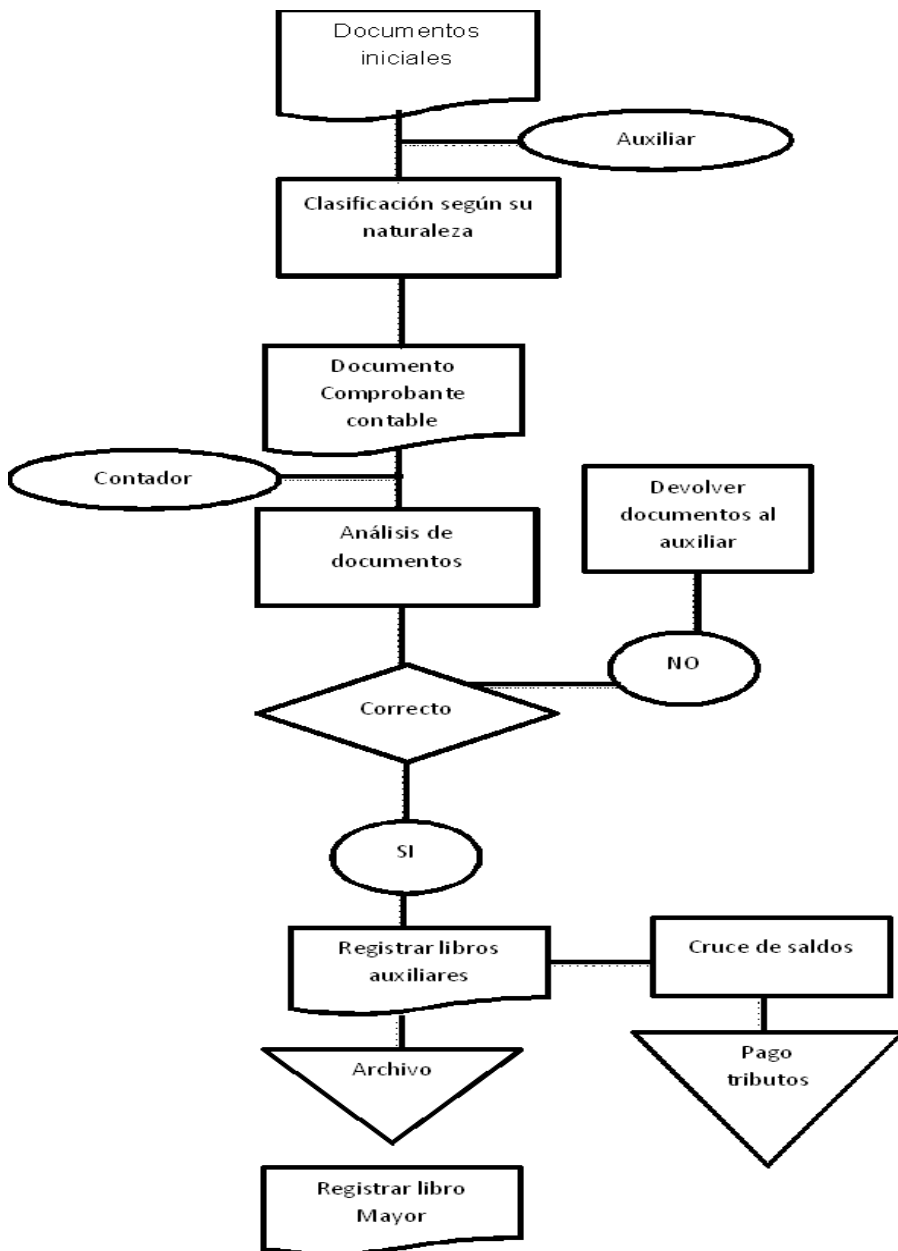 Documentos
iniciales
Auxiliar
Clasificación según su
naturaleza
Documento
Comprobante
contable
Contador
Devolver
documentos al
auxiliar
Análisis de
documentos
NO
Correcto
SI
Registrar libros
auxiliares
Cruce de saldos
Archivo
Pago
tributos
Registrar libro
Mayor